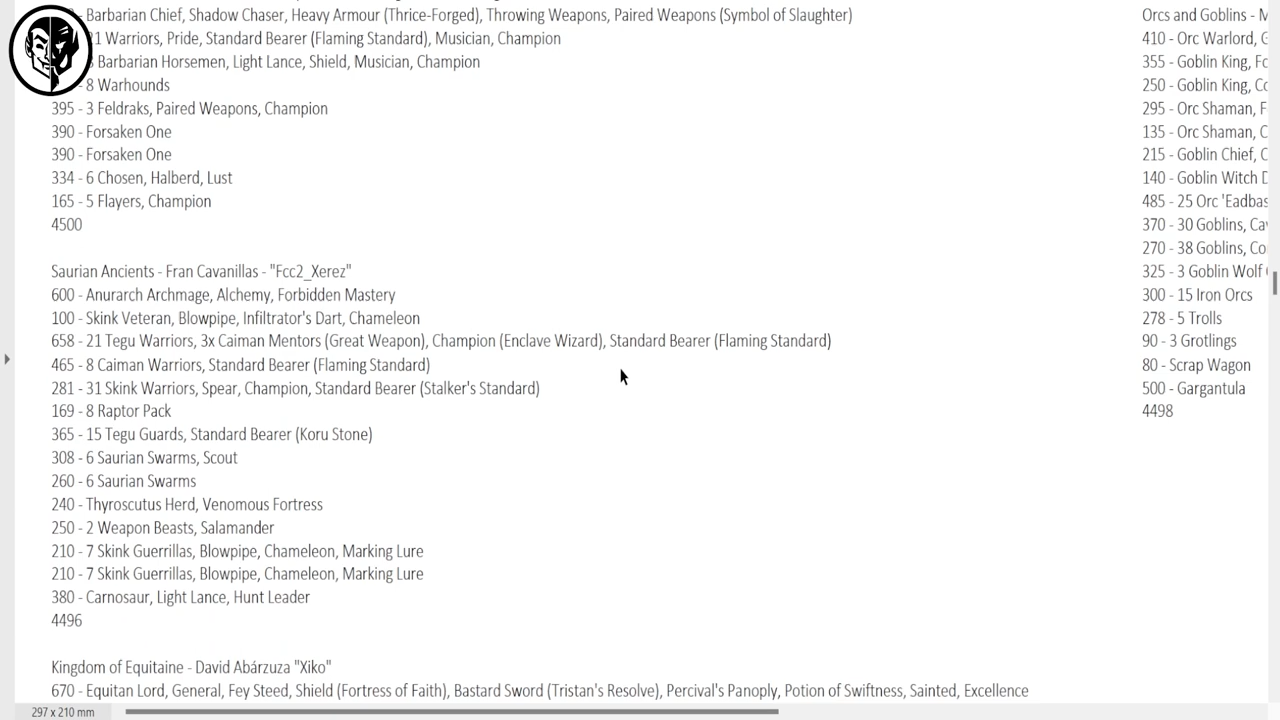 Barbarian Chief, Shadow Chaser, Heavy Armour (Thrice-Forged), Throwing Weapons, Paired Weapons (Symbol of Slaughter)
21 Warriors, Pride, Standard Bearer (Flaming Standard), Musician, Champion
Barbarian Horsemen, Light Lance, Shield, Musician, Champion
- 8 Warhounds
395 - 3 Feldraks, Paired Weapons, Champion
390 - Forsaken One
390 - Forsaken One
334 - 6 Chosen, Halberd, Lust
165 - 5 Flayers, Champion
4500
Saurian Ancients - Fran Cavanillas - "Fcc2_Xerez"
600 - Anurarch Archmage, Alchemy, Forbidden Mastery
100 - Skink Veteran, Blowpipe, Infiltrator's Dart, Chameleon
658 - 21 Tegu Warriors, 3x Caiman Mentors (Great Weapon), Champion (Enclave Wizard), Standard Bearer (Flaming Standard)
465 - 8 Caiman Warriors, Standard Bearer (Flaming Standard)
281 - 31 Skink Warriors, Spear, Champion, Standard Bearer (Stalker's Standard)
169 - 8 Raptor Pack
365 - 15 Tegu Guards, Standard Bearer (Koru Stone)
308 - 6 Saurian Swarms, Scout
260 - 6 Saurian Swarms
240 - Thyroscutus Herd, Venomous Fortress
250 - 2 Weapon Beasts, Salamander
210 - 7 Skink Guerrillas, Blowpipe, Chameleon, Marking Lure
210 - 7 Skink Guerrillas, Blowpipe, Chameleon, Marking Lure
380 - Carnosaur, Light Lance, Hunt Leader
4496
Kingdom of Equitaine - David Abárzuza "Xiko"
670 - Equitan Lord, General, Fey Steed, Shield (Fortress of Faith), Bastard Sword (Tristan's Resolve), Percival's Panoply, Potion of Swiftness, Sainted, Excellence
Orcs and Goblins - M
410 - Orc Warlord, G
355 - Goblin King, Fo
250 - Goblin King, Co
295 - Orc Shaman, F
135 - Orc Shaman, C
215 - Goblin Chief, C
140 - Goblin Witch D
485 - 25 Orc 'Eadbas
370 - 30 Goblins, Cav
270 - 38 Goblins, Co
325 - 3 Goblin Wolf
300 - 15 Iron Orcs
278 - 5 Trolls
90 - 3 Grotlings
80 - Scrap Wagon
500 - Gargantula
4498
297 x 210 mm